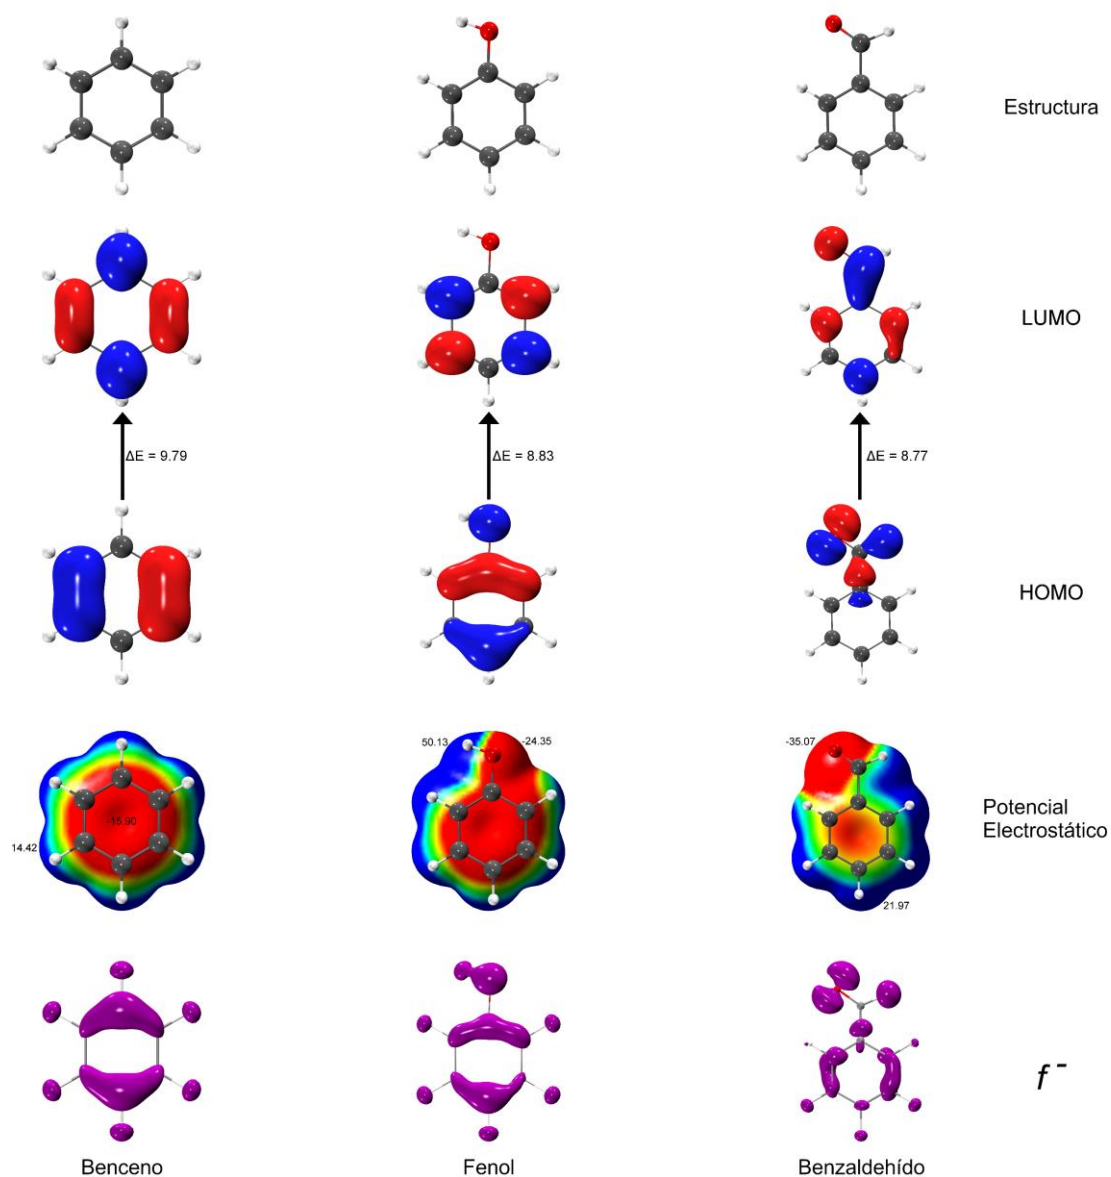 Estructura
LUMO
ΔE = 9.79
ΔE = 8.83
ΔE = 8.77
HOMO
50.13
-24.35
-35.07
-15.90
14.42
21.97
Potencial
Electrostático
f -
Benceno
Fenol
Benzaldehído